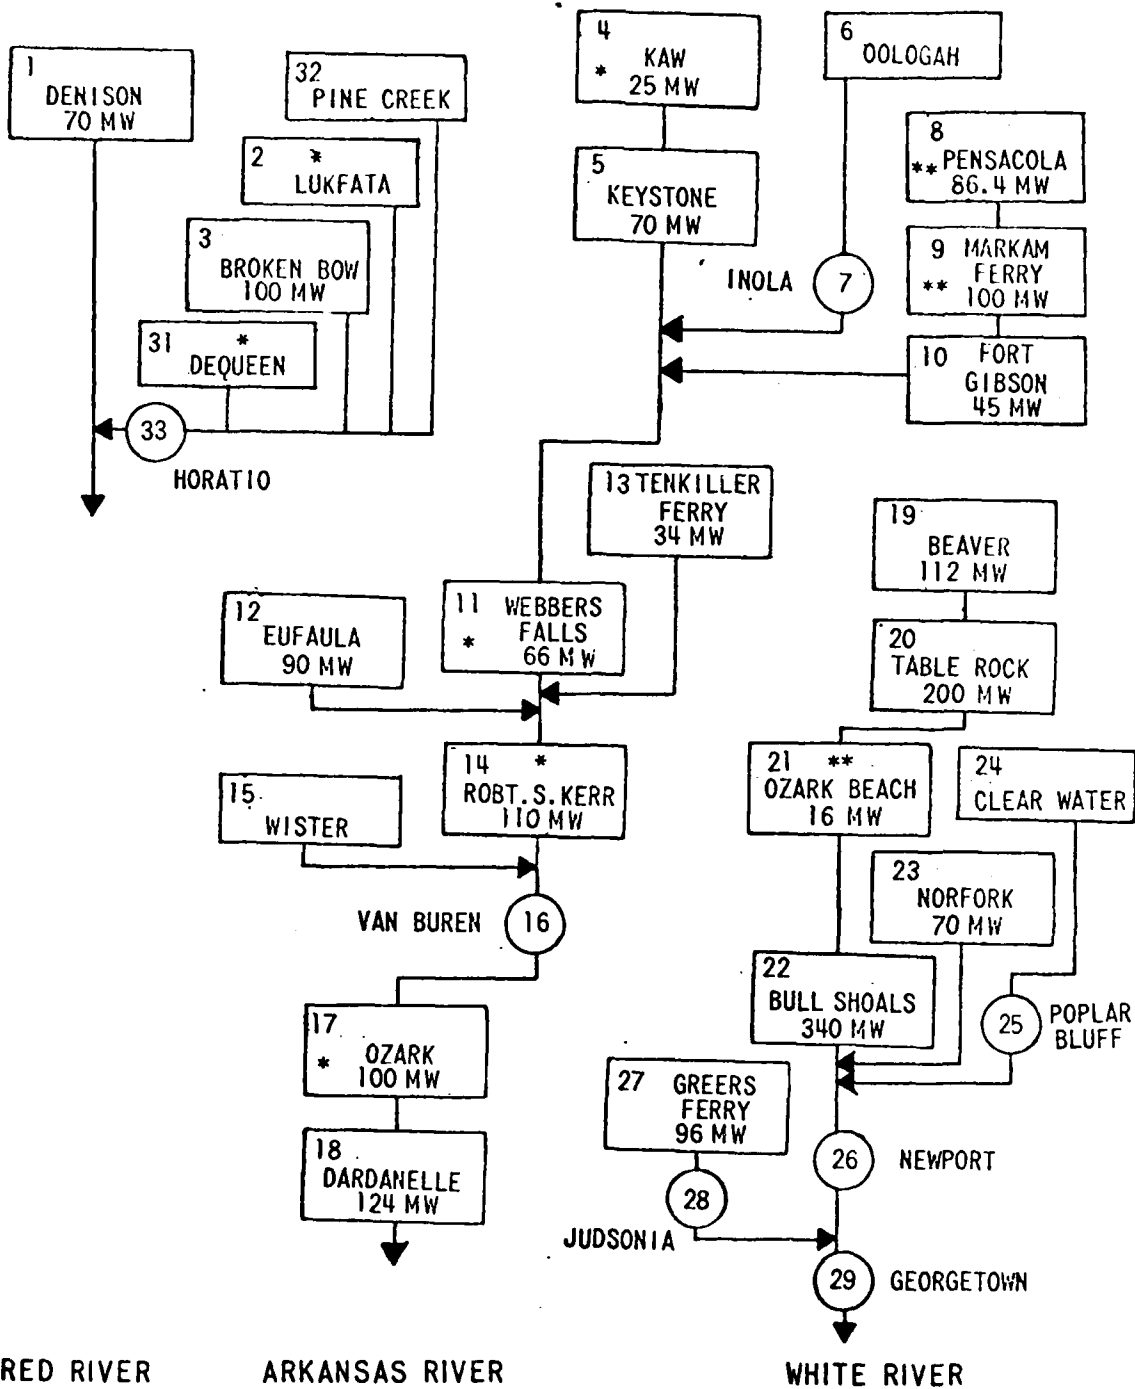 1
DENISON
70 MW
32
PINE CREEK
2 *
LUKFATA
3
BROKEN BOW
100 MW
31 *
DEQUEEN
33
HORATIO
4
* KAW
25 MW
5
KEYSTONE
70 MW
6
OOLOGAH
INOLA 7
8
** PENSACOLA
86.4 MW
9 MARKAM
** FERRY
100 MW
10 FORT
GIBSON
45 MW
13 TENKILLER
FERRY
34 MW
11 WEBBERS
* FALLS
66 MW
12
EUFAULA
90 MW
14 *
ROBT. S. KERR
110 MW
15
WISTER
VAN BUREN 16
17
* OZARK
100 MW
18
DARDANELLE
124 MW
19
BEAVER
112 MW
20
TABLE ROCK
200 MW
21 **
OZARK BEACH
16 MW
24
CLEAR WATER
23
NORFORK
70 MW
22
BULL SHOALS
340 MW
25 POPLAR
BLUFF
27 GREERS
FERRY
96 MW
26 NEWPORT
28
JUDSONIA
29 GEORGETOWN
RED RIVER ARKANSAS RIVER WHITE RIVER